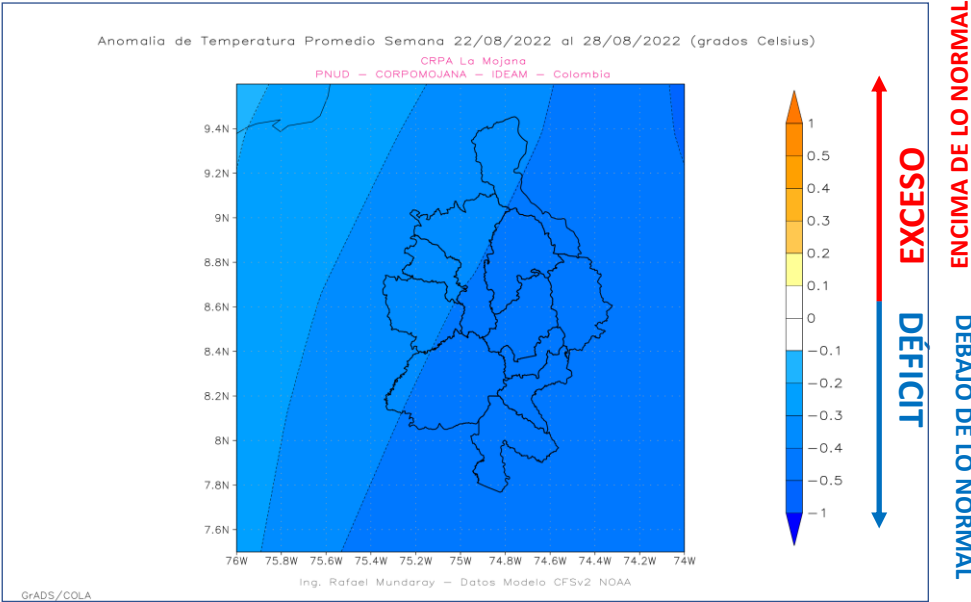 Anomalia de Temperatura Promedio Semana 22/08/2022 al 28/08/2022 (grados Celsius)
CRPA La Mojana
PNUD – CORPOMOJANA – IDEAM – Colombia
9.4N
9.2N
9N
8.8N
8.6N
8.4N
8.2N
8N
7.8N
7.6N
76W 75.8W 75.6W 75.4W 75.2W 75W 74.8W 74.6W 74.4W 74.2W 74W
1
0.5
0.4
0.3
0.2
0.1
0
−0.1
−0.2
−0.3
−0.4
−0.5
−1
EXCESO
DÉFICIT
ENCIMA DE LO NORMAL
DEBAJO DE LO NORMAL
Ing. Rafael Mundaray – Datos Modelo CFSv2 NOAA
GrADS/COLA